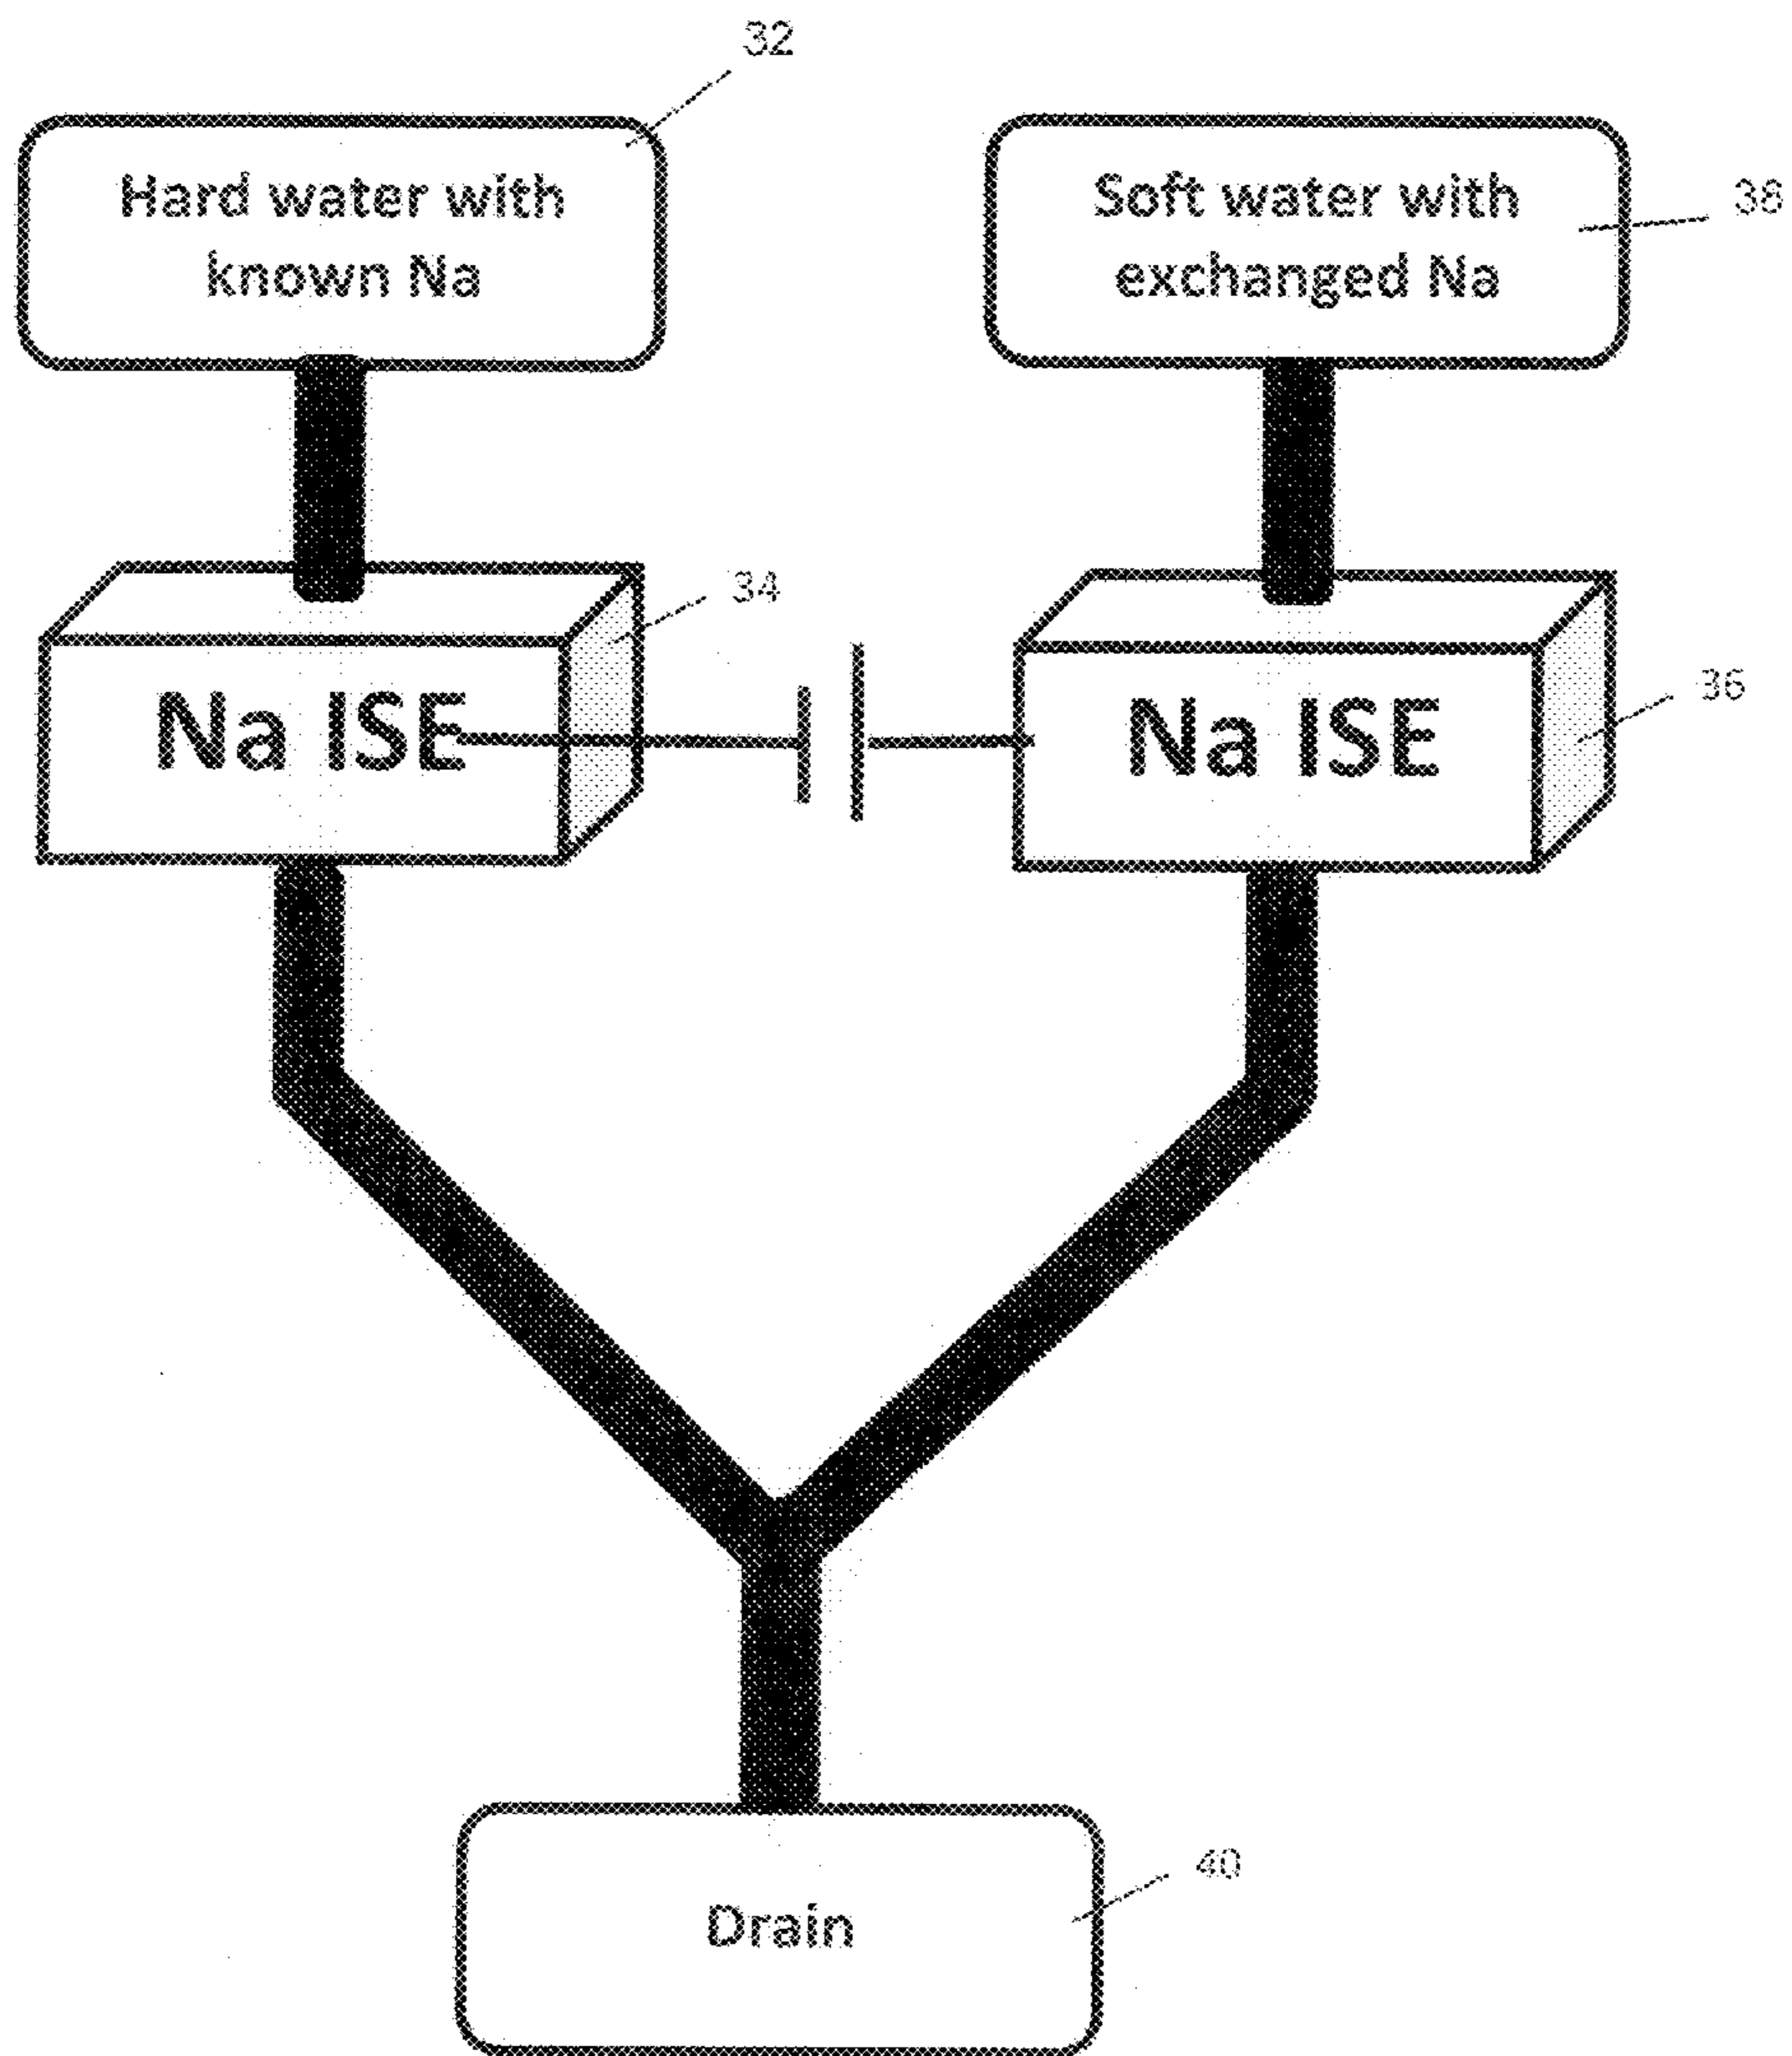 32
Hard water with
known Na
Soft water with
exchanged Na
38
34
Na ISE
Na ISE
36
40
Drain